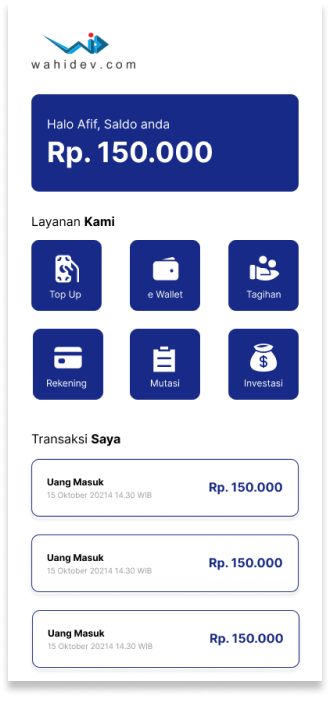 wahidev.com
Halo Afif, Saldo anda
Rp. 150.000
Layanan Kami
Top Up
e Wallet
Tagihan
Rekening
Mutasi
Investasi
Transaksi Saya
Uang Masuk
15 Oktober 20214 14.30 WIB
Rp. 150.000
Uang Masuk
15 Oktober 20214 14.30 WIB
Rp. 150.000
Uang Masuk
15 Oktober 20214 14.30 WIB
Rp. 150.000